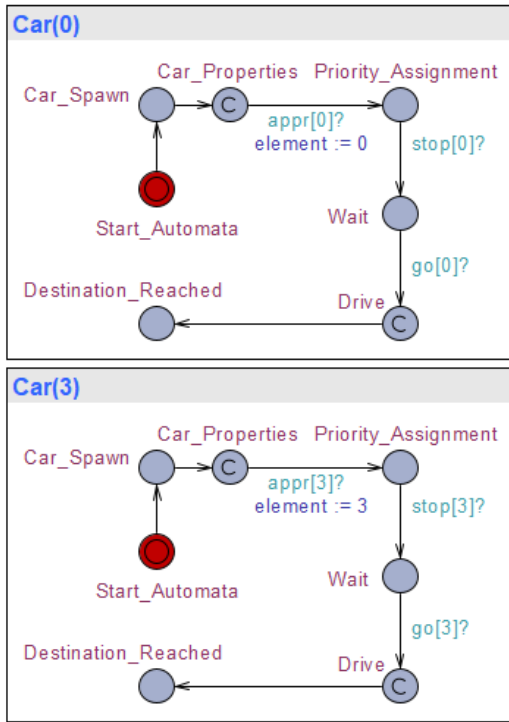 Car(0)
Car_Properties Priority_Assignment
Car_Spawn
C
appr[0]? stop[0]?
element := 0
Wait
Start_Automata
go[0]?
Destination_Reached
Drive
C
Car(3)
Car_Properties Priority_Assignment
Car_Spawn
C
appr[3]? stop[3]?
element := 3
Wait
Start_Automata
go[3]?
Destination_Reached
Drive
C